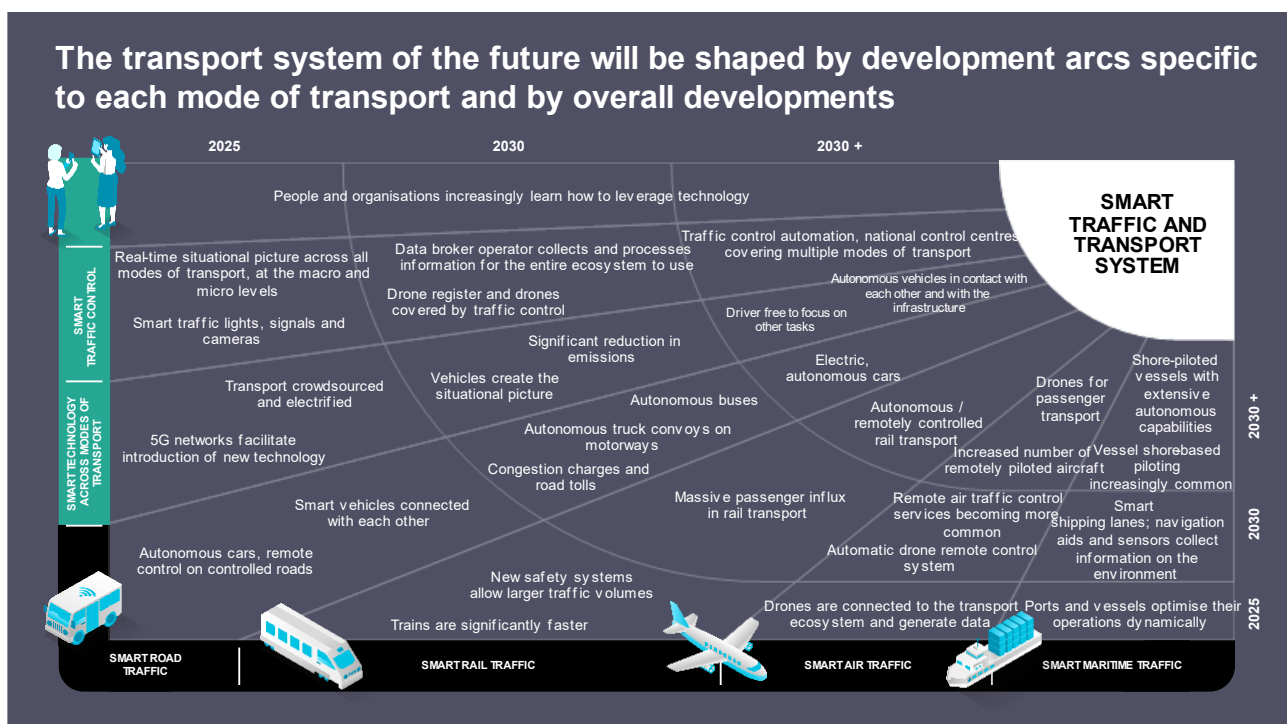 The transport system of the future will be shaped by development arcs specific
to each mode of transport and by overall developments
2025
2030
2030 +
People and organisations increasingly learn how to leverage technology
SMART
TRAFFIC AND
TRANSPORT
SYSTEM
SMART
TRAFFIC CONTROL
Real-time situational picture across all
modes of transport, at the macro and
micro levels
Smart traffic lights, signals and
cameras
Data broker operator collects and processes
information for the entire ecosystem to use
Drone register and drones
covered by traffic control
Traffic control automation, national control centres
covering multiple modes of transport
Autonomous vehicles in contact with
each other and with the
infrastructure
Driver free to focus on
other tasks
Significant reduction in
emissions
SMART TECHNOLOGY
ACROSS MODES OF
TRANSPORT
Transport crowdsourced
and electrified
5G networks facilitate
introduction of new technology
Vehicles create the
situational picture
Electric,
autonomous cars
Autonomous buses
Autonomous truck convoys on
motorways
Congestion charges and
road tolls
Smart vehicles connected
with each other
Autonomous cars, remote
control on controlled roads
Autonomous /
remotely controlled
rail transport
Massive passenger influx
in rail transport
New safety systems
allow larger traffic volumes
Trains are significantly faster
Drones for
passenger
transport
Increased number of
remotely piloted aircraft
Remote air traffic control
services becoming more
common
Automatic drone remote control
system
Drones are connected to the transport
ecosystem and generate data
Shore-piloted
vessels with
extensive
autonomous
capabilities
Vessel shore-based
piloting
increasingly common
Smart
shipping lanes; navigation
aids and sensors collect
information on the
environment
Ports and vessels optimise their
operations dynamically
2030 +
2030
2025
SMART ROAD
TRAFFIC
SMART RAIL TRAFFIC
SMART AIR TRAFFIC
SMART MARITIME TRAFFIC